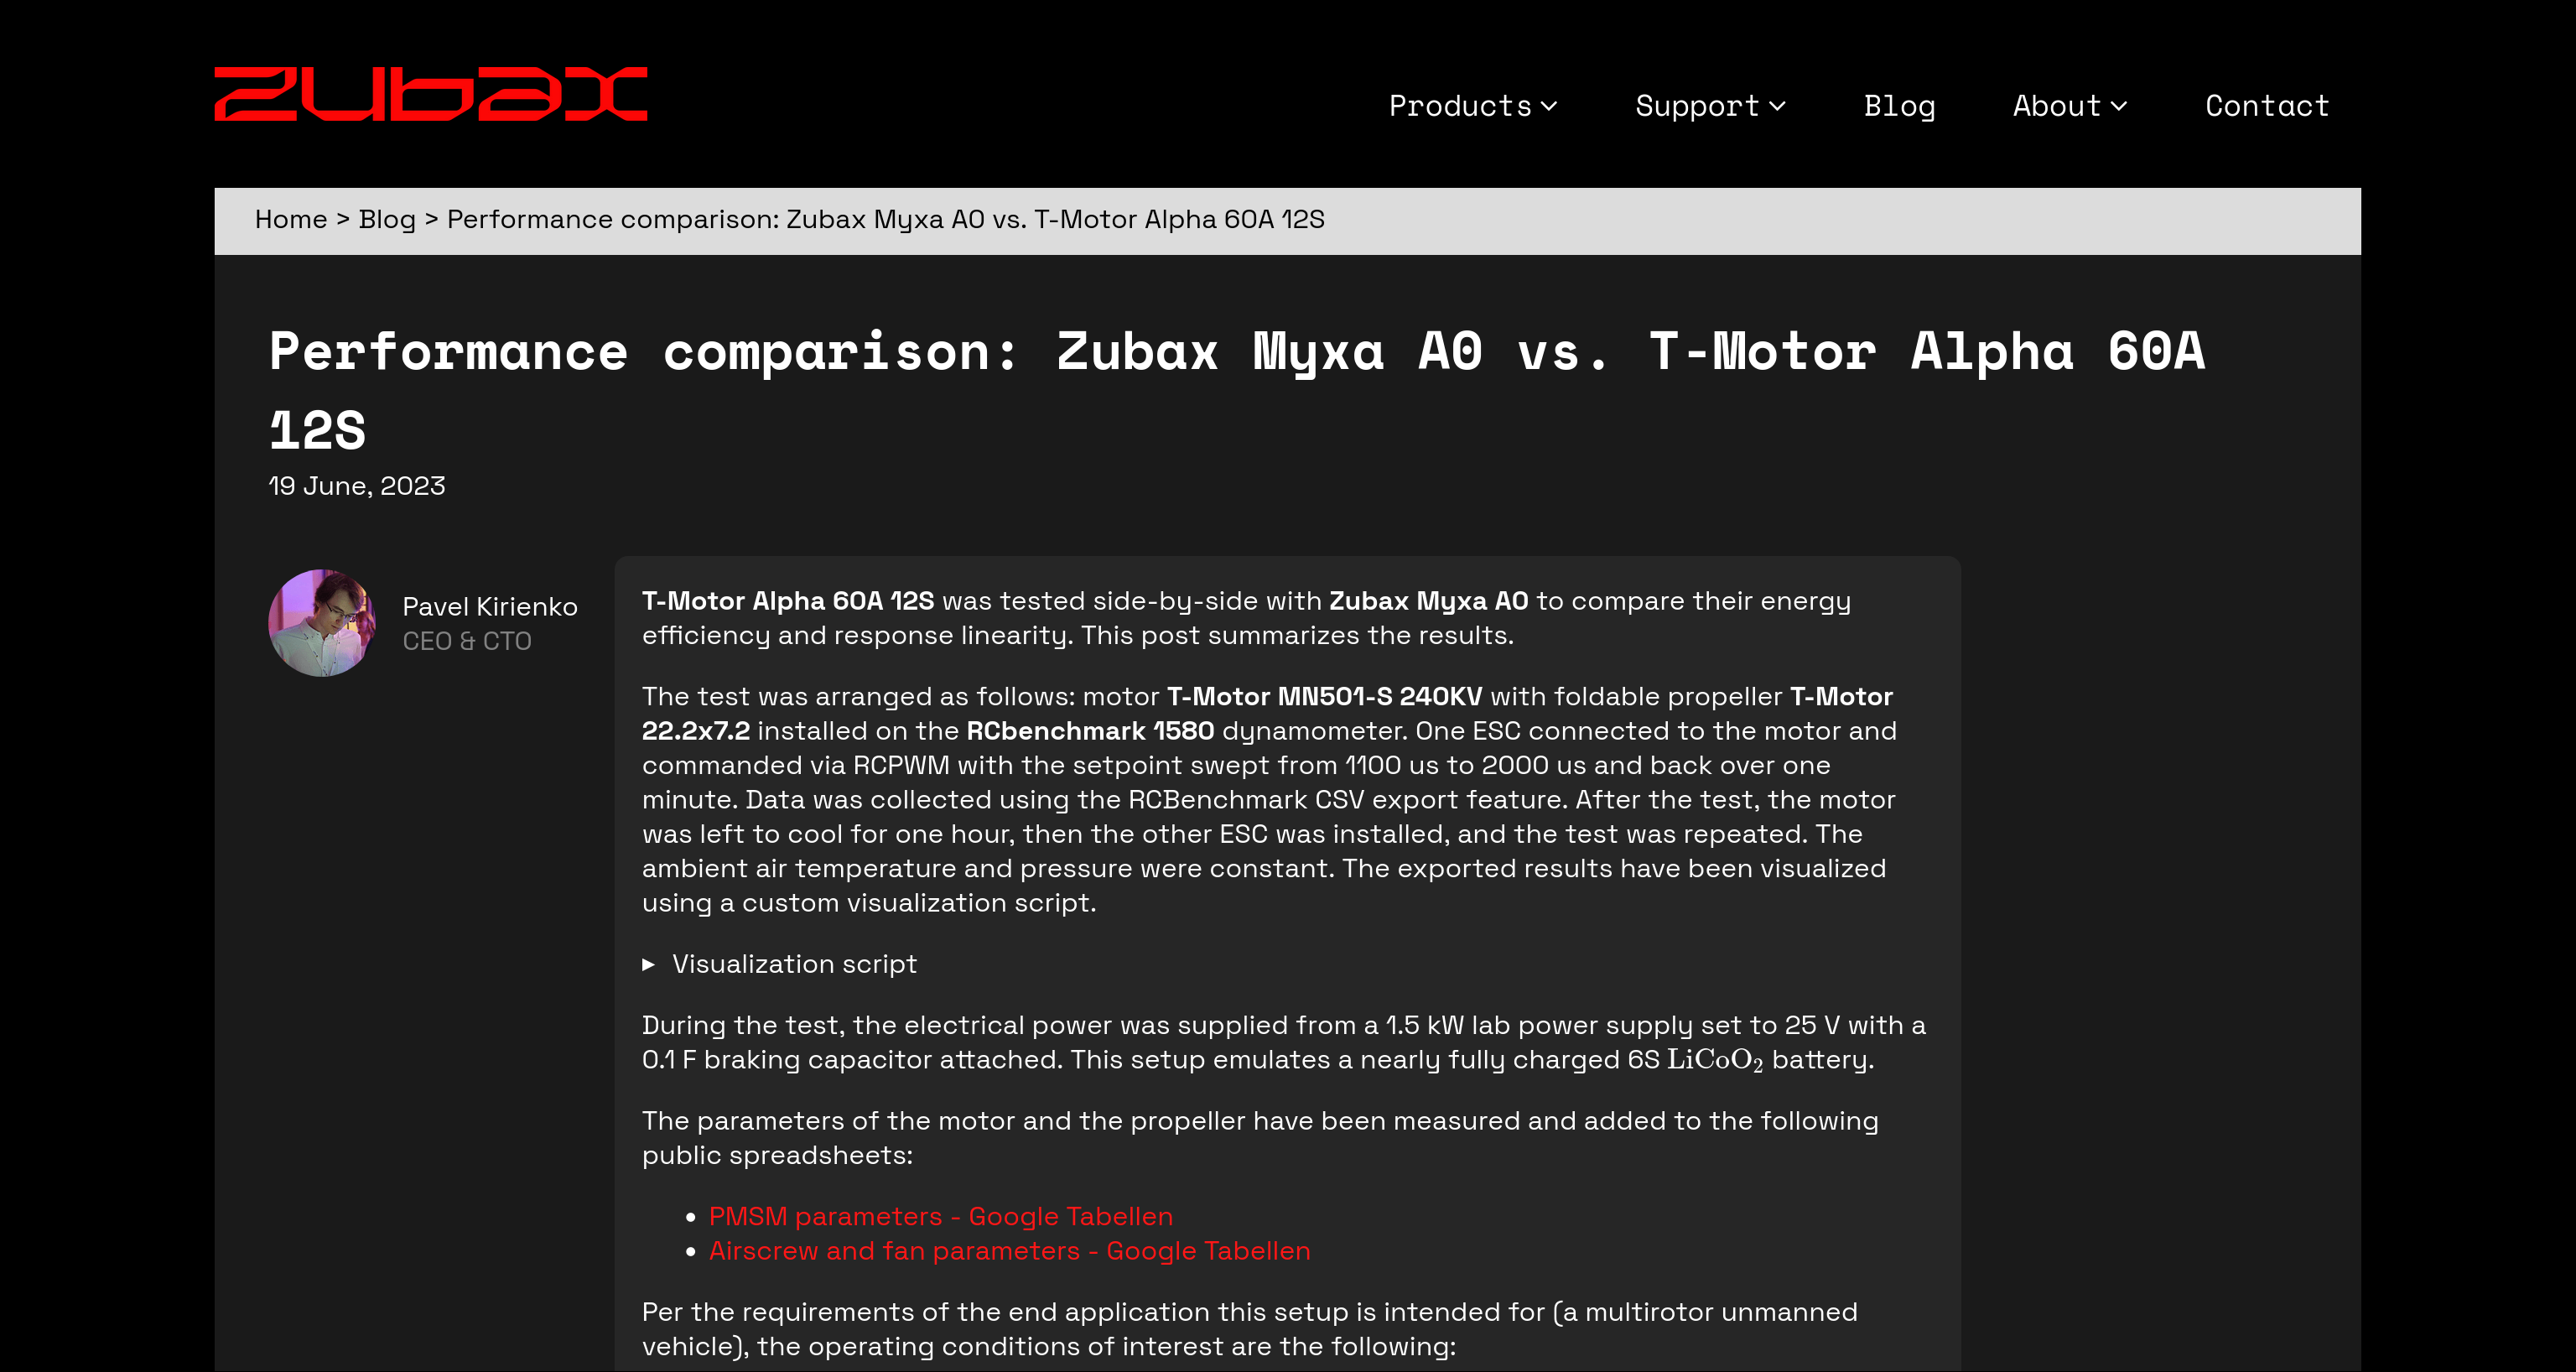 ZUBAX
Products Support Blog About Contact
Home > Blog > Performance comparison: Zubax Myxa A0 vs. T-Motor Alpha 60A 12S
Performance comparison: Zubax Myxa A0 vs. T-Motor Alpha 60A
12S
19 June, 2023
Pavel Kirienko
CEO & CTO
T-Motor Alpha 60A 12S was tested side-by-side with Zubax Myxa A0 to compare their energy
efficiency and response linearity. This post summarizes the results.
The test was arranged as follows: motor T-Motor MN501-S 240KV with foldable propeller T-Motor
22.2x7.2 installed on the RCbenchmark 1580 dynamometer. One ESC connected to the motor and
commanded via RCPWM with the setpoint swept from 1100 us to 2000 us and back over one
minute. Data was collected using the RCBenchmark CSV export feature. After the test, the motor
was left to cool for one hour, then the other ESC was installed, and the test was repeated. The
ambient air temperature and pressure were constant. The exported results have been visualized
using a custom visualization script.
▶ Visualization script
During the test, the electrical power was supplied from a 1.5 kW lab power supply set to 25 V with a
0.1 F braking capacitor attached. This setup emulates a nearly fully charged 6S LiCoO₂ battery.
The parameters of the motor and the propeller have been measured and added to the following
public spreadsheets:
• PMSM parameters - Google Tabellen
• Airscrew and fan parameters - Google Tabellen
Per the requirements of the end application this setup is intended for (a multirotor unmanned
vehicle), the operating conditions of interest are the following: